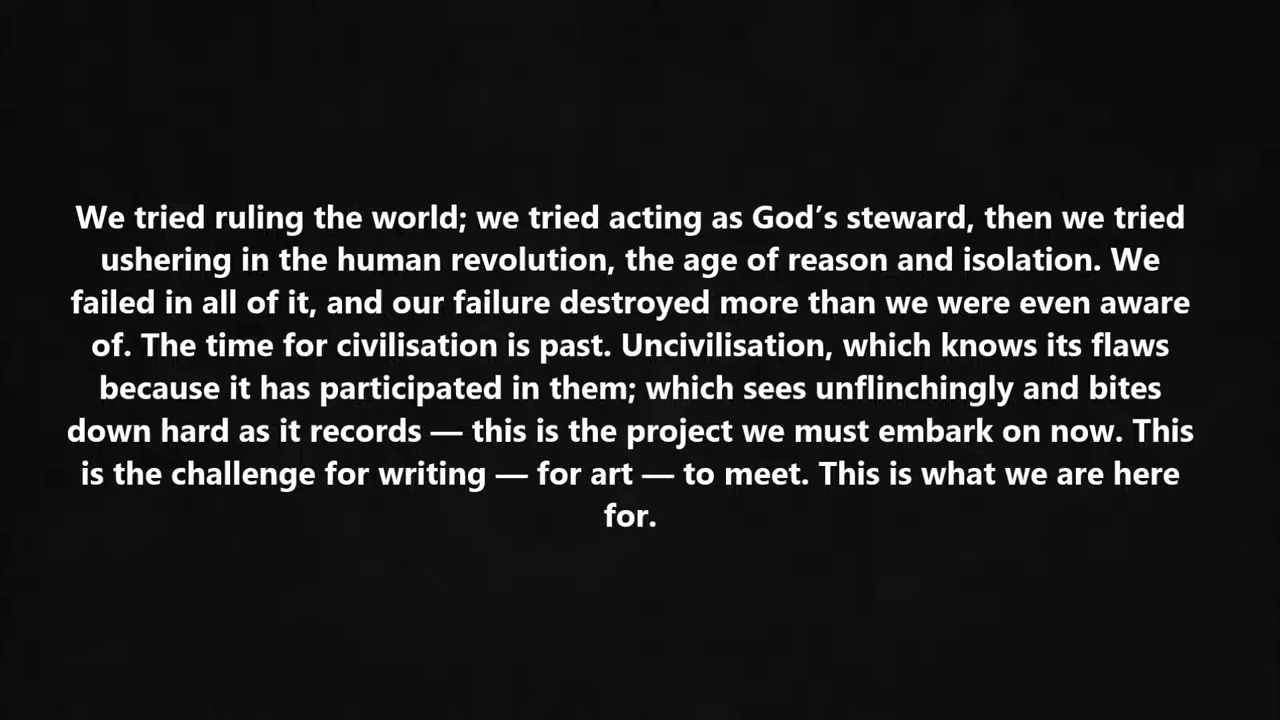 We tried ruling the world; we tried acting as God’s steward, then we tried
ushering in the human revolution, the age of reason and isolation. We
failed in all of it, and our failure destroyed more than we were even aware
of. The time for civilisation is past. Uncivilisation, which knows its flaws
because it has participated in them; which sees unflinchingly and bites
down hard as it records — this is the project we must embark on now. This
is the challenge for writing — for art — to meet. This is what we are here
for.